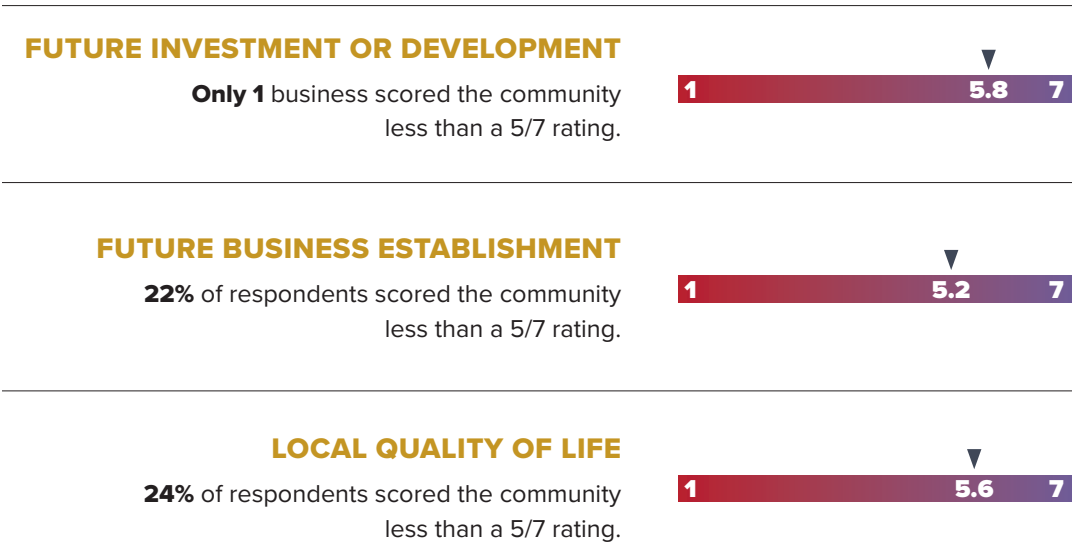 FUTURE INVESTMENT OR DEVELOPMENT
Only 1 business scored the community
less than a 5/7 rating.
1 5.8 7
FUTURE BUSINESS ESTABLISHMENT
22% of respondents scored the community
less than a 5/7 rating.
1 5.2 7
LOCAL QUALITY OF LIFE
24% of respondents scored the community
less than a 5/7 rating.
1 5.6 7